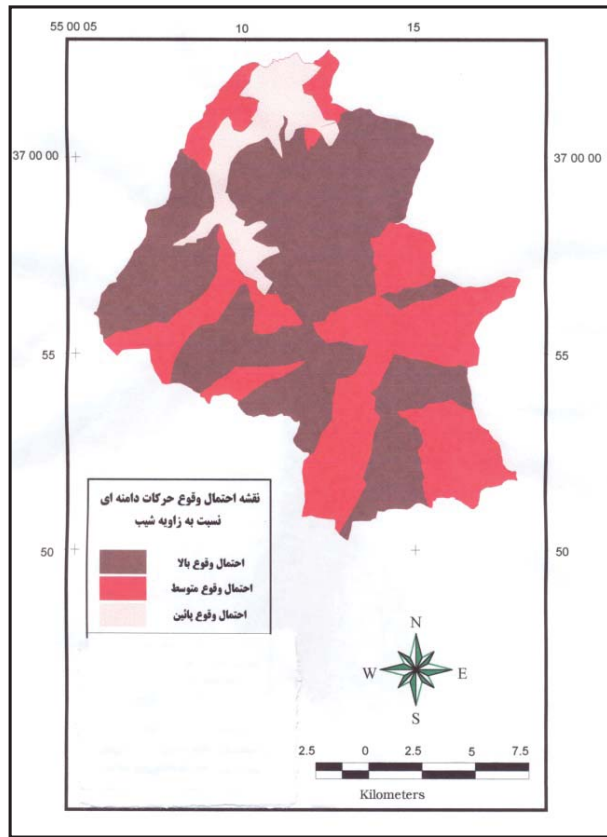 55 00 05
10
15
37 00 00
37 00 00
55
55
نقشه احتمال وقوع حرکات دامنه ای
نسبت به زاویه شیب
احتمال وقوع بالا
احتمال وقوع متوسط
احتمال وقوع پائین
50
50
N
W
E
S
2.5 0 2.5 5 7.5
Kilometers